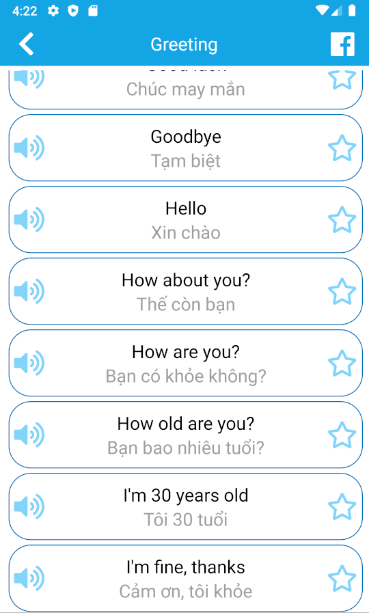 4:22
Greeting
Good luck
Chúc may mắn
Goodbye
Tạm biệt
Hello
Xin chào
How about you?
Thế còn bạn
How are you?
Bạn có khỏe không?
How old are you?
Bạn bao nhiêu tuổi?
I'm 30 years old
Tôi 30 tuổi
I'm fine, thanks
Cảm ơn, tôi khỏe